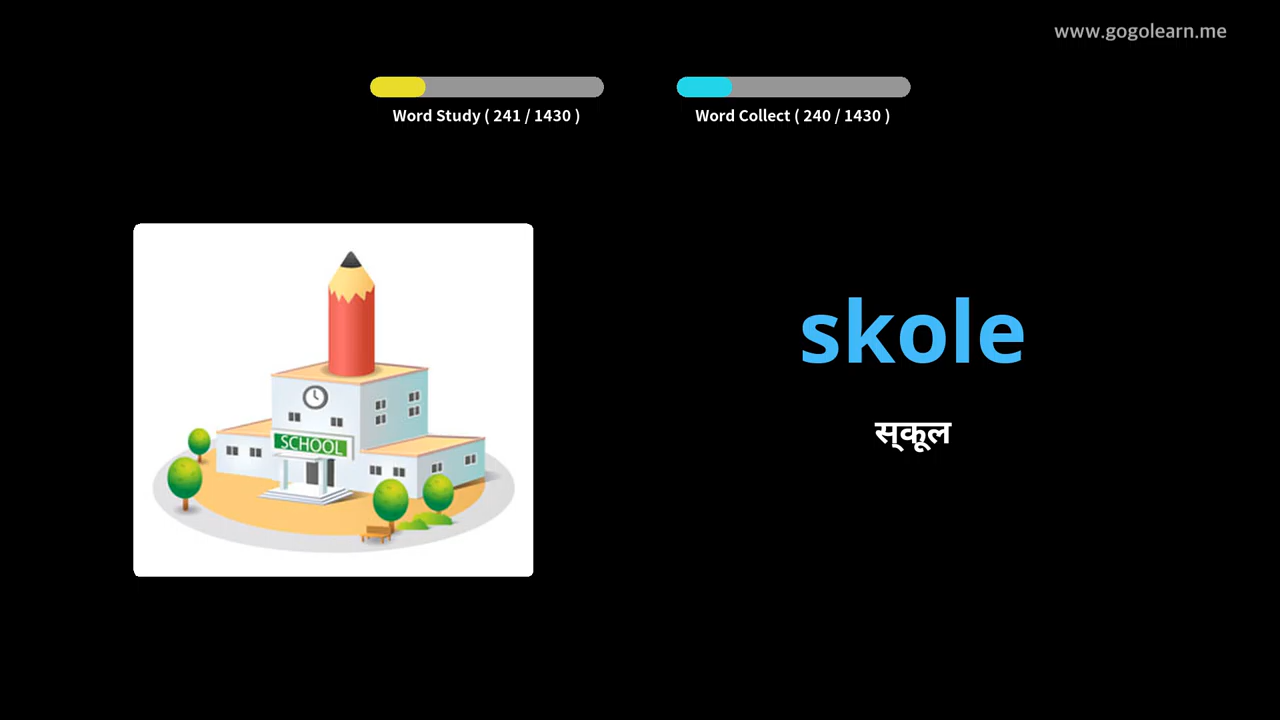 www.gogolearn.me
Word Study ( 241 / 1430 )
Word Collect ( 240 / 1430 )
SCHOOL
skole
स्कूल